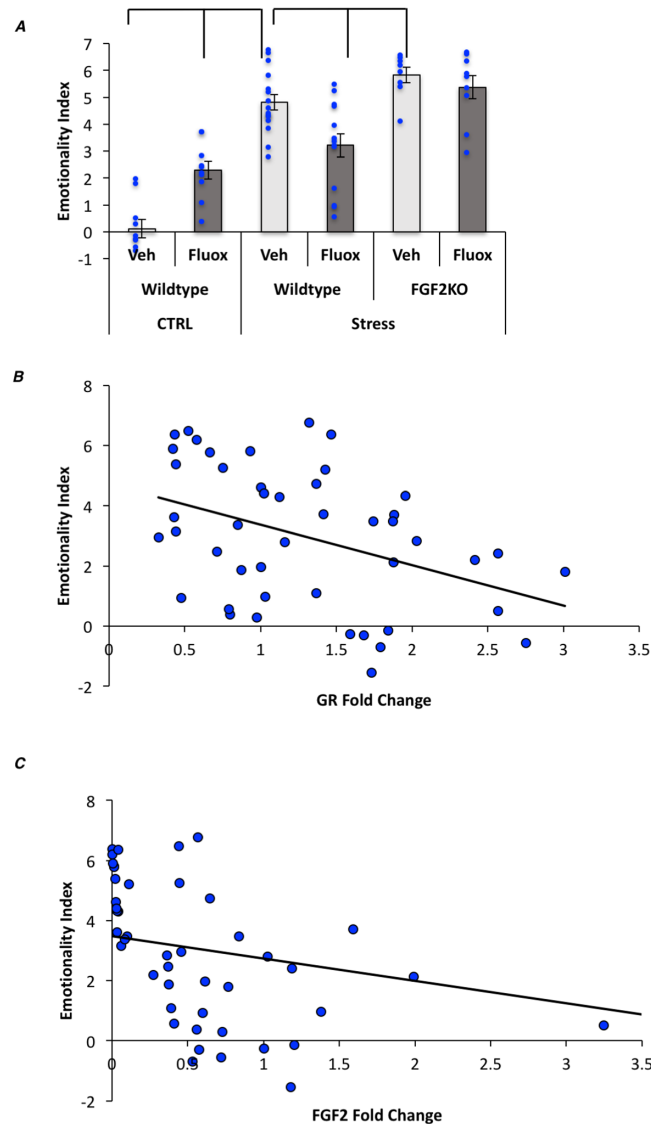 A
Emotionality Index
7
6
5
4
3
2
1
0
-1
Veh Fluox Veh Fluox Veh Fluox
Wildtype Wildtype FGF2KO
CTRL Stress
B
Emotionality Index
8
6
4
2
0
-2
0 0.5 1 1.5 2 2.5 3 3.5
GR Fold Change
C
Emotionality Index
8
6
4
2
0
-2
0 0.5 1 1.5 2 2.5 3 3.5
FGF2 Fold Change